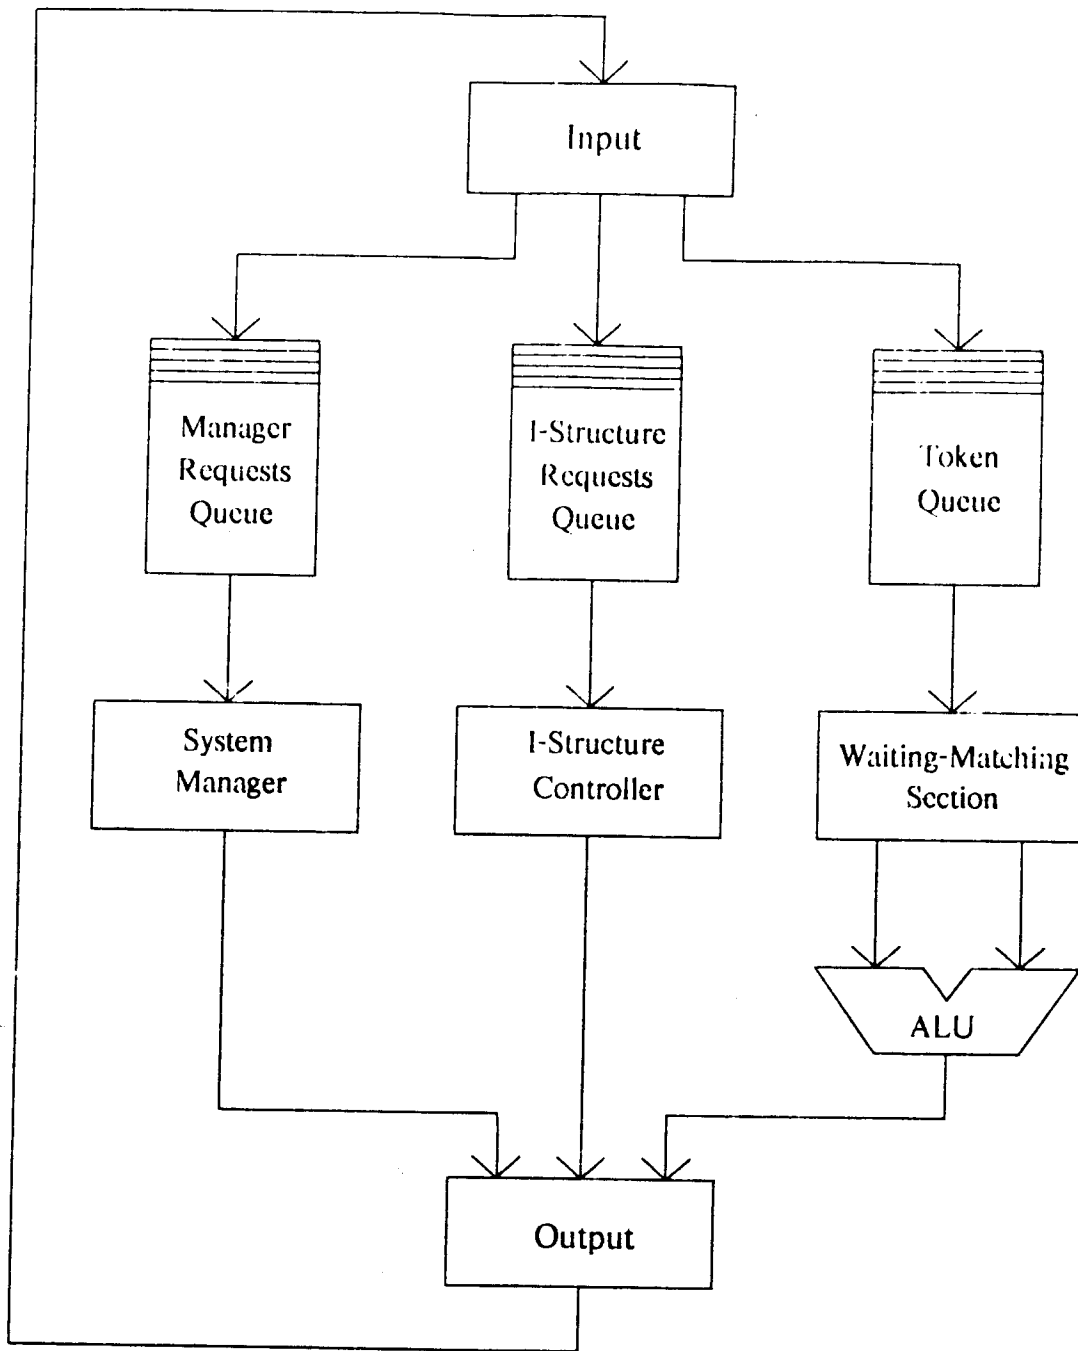 Input
Manager
Requests
Queue
I-Structure
Requests
Queue
Token
Queue
System
Manager
I-Structure
Controller
Waiting-Matching
Section
ALU
Output